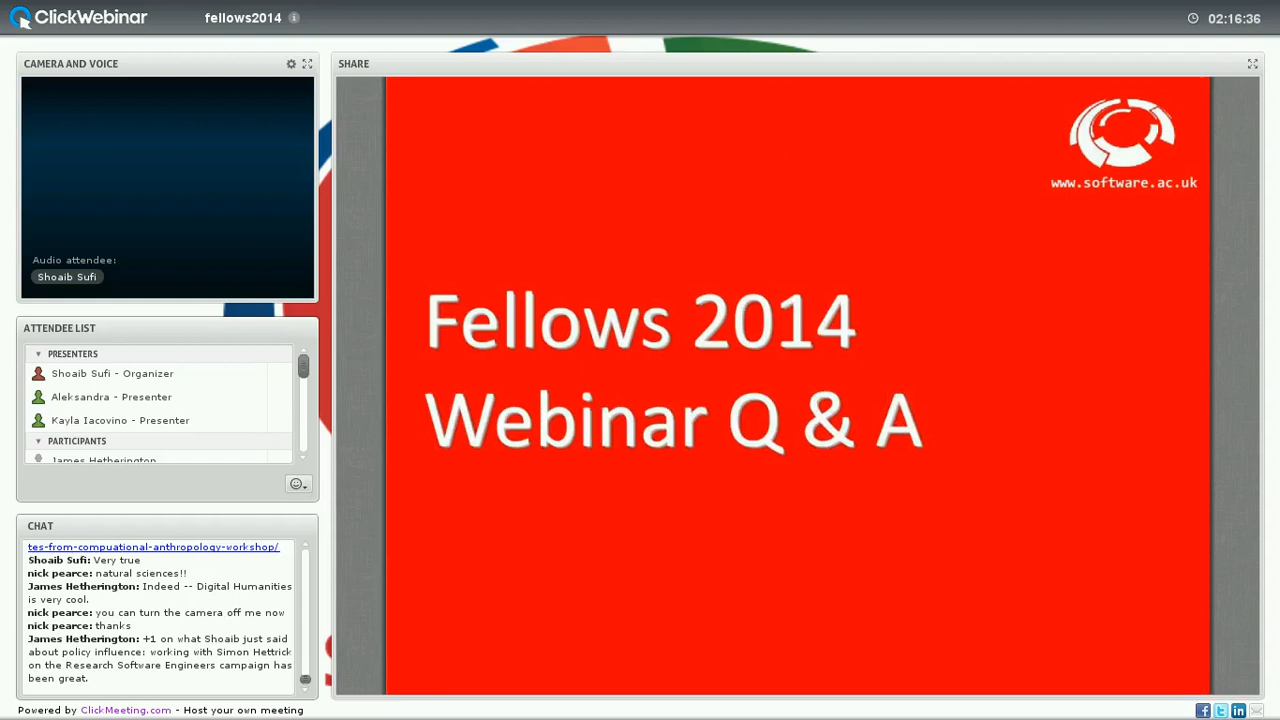 ClickWebinar
fellows2014
02:16:36
CAMERA AND VOICE
Audio attendee:
Shoaib Sufi
ATTENDEE LIST
PRESENTERS
Shoaib Sufi - Organizer
Aleksandra - Presenter
Kayla Iacovino - Presenter
PARTICIPANTS
James Hetherington
CHAT
tes-from-compuational-anthropology-workshop/
Shoaib Sufi: Very true
nick pearce: natural sciences!!
James Hetherington: Indeed -- Digital Humanities
is very cool.
nick pearce: you can turn the camera off me now
nick pearce: thanks
James Hetherington: +1 on what Shoaib just said
about policy influence: working with Simon Hettrick
on the Research Software Engineers campaign has
been great.
SHARE
www.software.ac.uk
Fellows 2014
Webinar Q & A
Powered by ClickMeeting.com - Host your own meeting